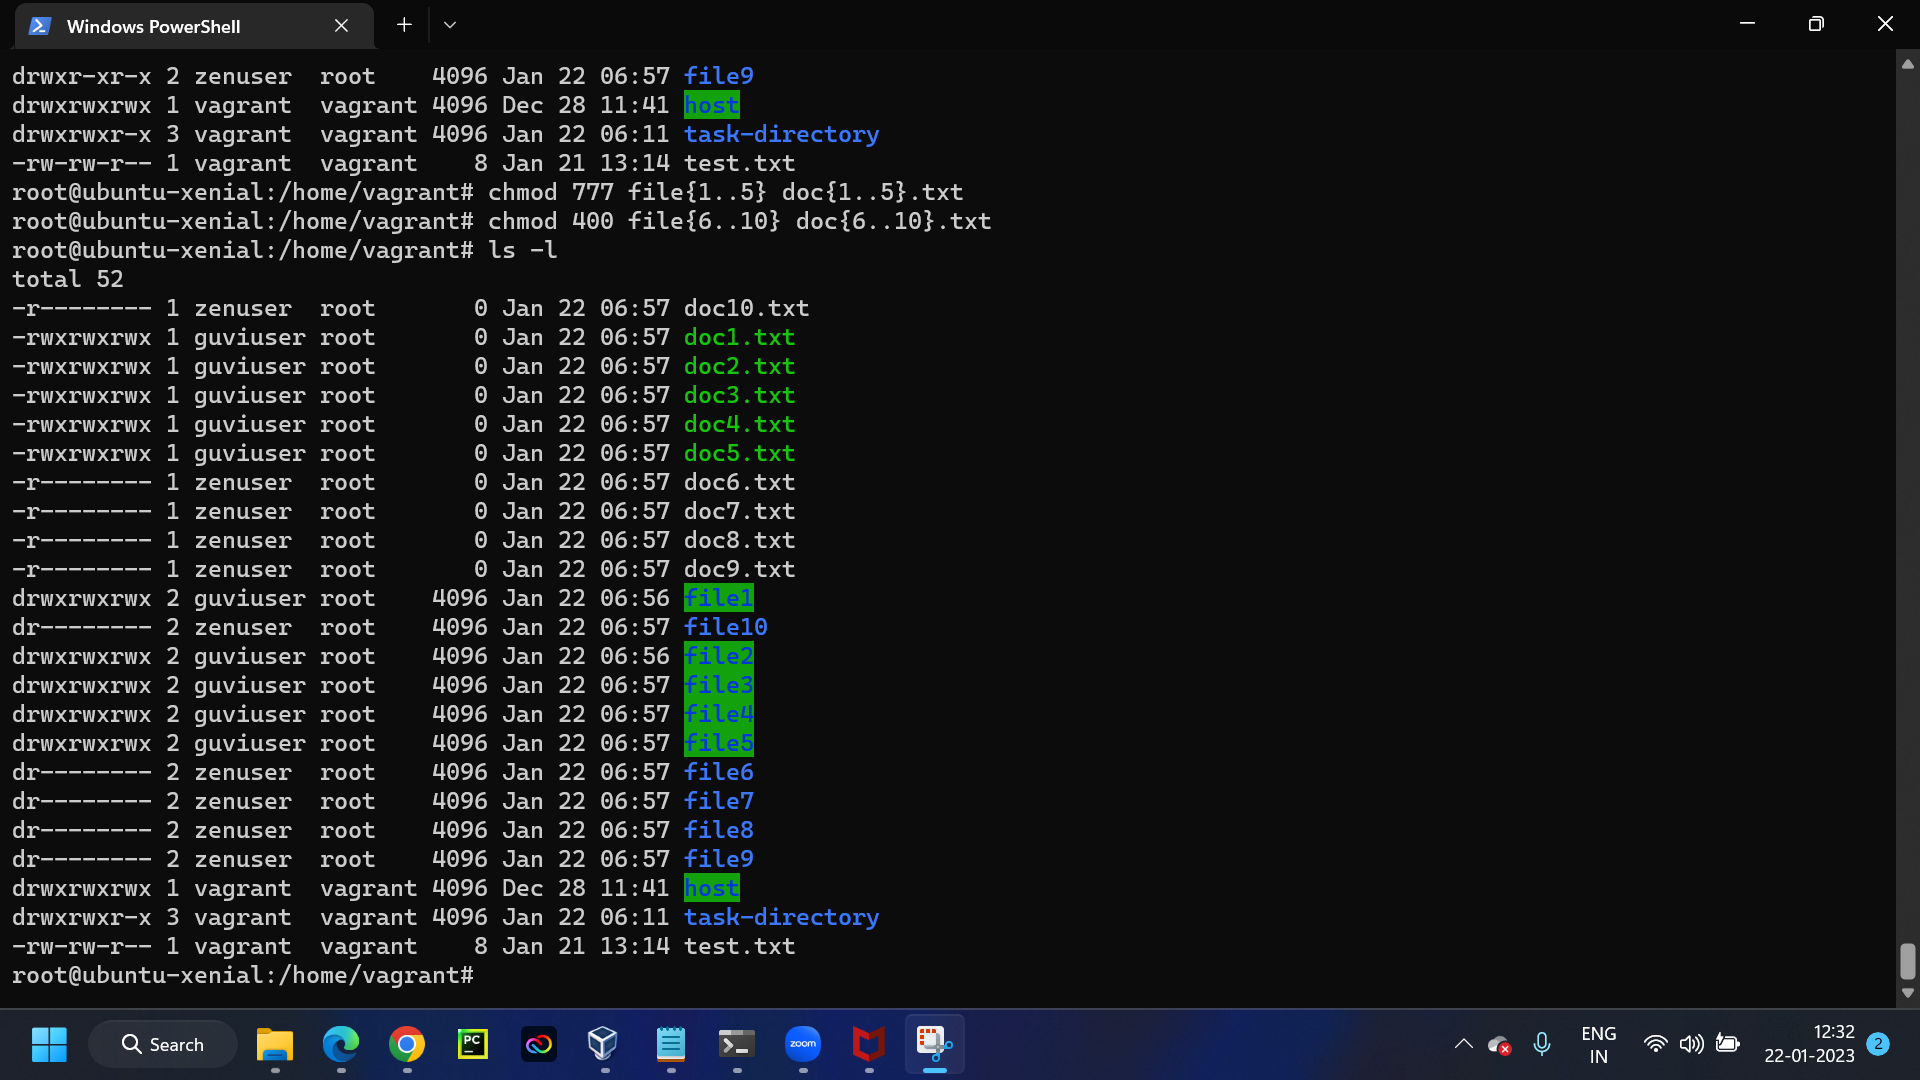 Windows PowerShell
drwxr-xr-x 2 zenuser  root    4096 Jan 22 06:57 file9
drwxrwxrwx 1 vagrant  vagrant 4096 Dec 28 11:41 host
drwxrwxr-x 3 vagrant  vagrant 4096 Jan 22 06:11 task-directory
-rw-rw-r-- 1 vagrant  vagrant    8 Jan 21 13:14 test.txt
root@ubuntu-xenial:/home/vagrant# chmod 777 file{1..5} doc{1..5}.txt
root@ubuntu-xenial:/home/vagrant# chmod 400 file{6..10} doc{6..10}.txt
root@ubuntu-xenial:/home/vagrant# ls -l
total 52
-r-------- 1 zenuser  root       0 Jan 22 06:57 doc10.txt
-rwxrwxrwx 1 guviuser root       0 Jan 22 06:57 doc1.txt
-rwxrwxrwx 1 guviuser root       0 Jan 22 06:57 doc2.txt
-rwxrwxrwx 1 guviuser root       0 Jan 22 06:57 doc3.txt
-rwxrwxrwx 1 guviuser root       0 Jan 22 06:57 doc4.txt
-rwxrwxrwx 1 guviuser root       0 Jan 22 06:57 doc5.txt
-r-------- 1 zenuser  root       0 Jan 22 06:57 doc6.txt
-r-------- 1 zenuser  root       0 Jan 22 06:57 doc7.txt
-r-------- 1 zenuser  root       0 Jan 22 06:57 doc8.txt
-r-------- 1 zenuser  root       0 Jan 22 06:57 doc9.txt
drwxrwxrwx 2 guviuser root    4096 Jan 22 06:56 file1
dr-------- 2 zenuser  root    4096 Jan 22 06:57 file10
drwxrwxrwx 2 guviuser root    4096 Jan 22 06:56 file2
drwxrwxrwx 2 guviuser root    4096 Jan 22 06:57 file3
drwxrwxrwx 2 guviuser root    4096 Jan 22 06:57 file4
drwxrwxrwx 2 guviuser root    4096 Jan 22 06:57 file5
dr-------- 2 zenuser  root    4096 Jan 22 06:57 file6
dr-------- 2 zenuser  root    4096 Jan 22 06:57 file7
dr-------- 2 zenuser  root    4096 Jan 22 06:57 file8
dr-------- 2 zenuser  root    4096 Jan 22 06:57 file9
drwxrwxrwx 1 vagrant  vagrant 4096 Dec 28 11:41 host
drwxrwxr-x 3 vagrant  vagrant 4096 Jan 22 06:11 task-directory
-rw-rw-r-- 1 vagrant  vagrant    8 Jan 21 13:14 test.txt
root@ubuntu-xenial:/home/vagrant#
Search
PC
zoom
ENG
IN
12:32
22-01-2023
2